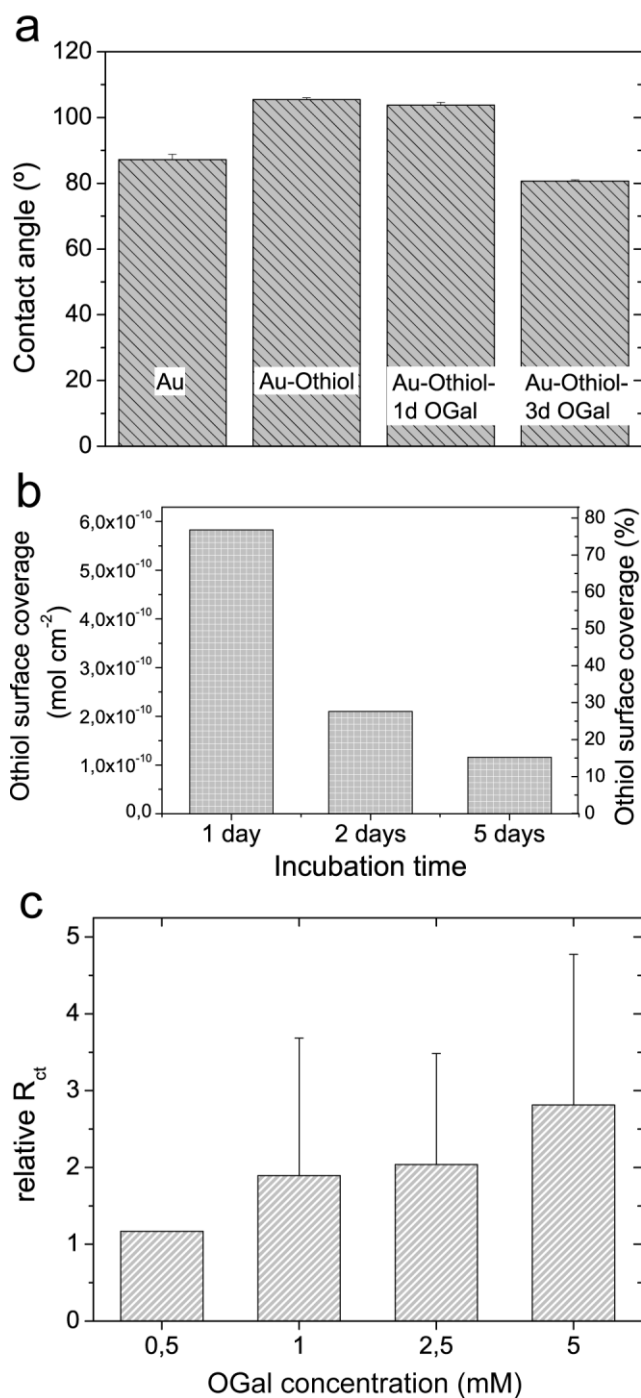 a
Contact angle (º)
120
100
80
60
40
20
0
Au
Au-Othiol
Au-Othiol-
1d OGal
Au-Othiol-
3d OGal
b
Othiol surface coverage
(mol cm⁻²)
6,0x10⁻¹⁰
5,0x10⁻¹⁰
4,0x10⁻¹⁰
3,0x10⁻¹⁰
2,0x10⁻¹⁰
1,0x10⁻¹⁰
0,0
80
70
60
50
40
30
20
10
0
Othiol surface coverage (%)
1 day 2 days 5 days
Incubation time
c
relative Rct
5
4
3
2
1
0
0,5 1 2,5 5
OGal concentration (mM)